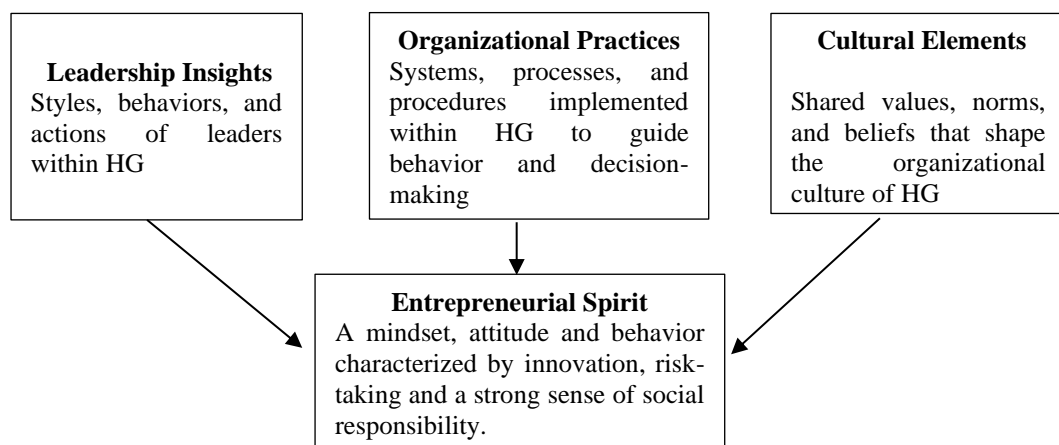 Leadership Insights
Styles, behaviors, and
actions of leaders
within HG
Organizational Practices
Systems, processes, and
procedures implemented
within HG to guide
behavior and decision-
making
Cultural Elements
Shared values, norms,
and beliefs that shape
the organizational
culture of HG
Entrepreneurial Spirit
A mindset, attitude and behavior
characterized by innovation, risk-
taking and a strong sense of social
responsibility.